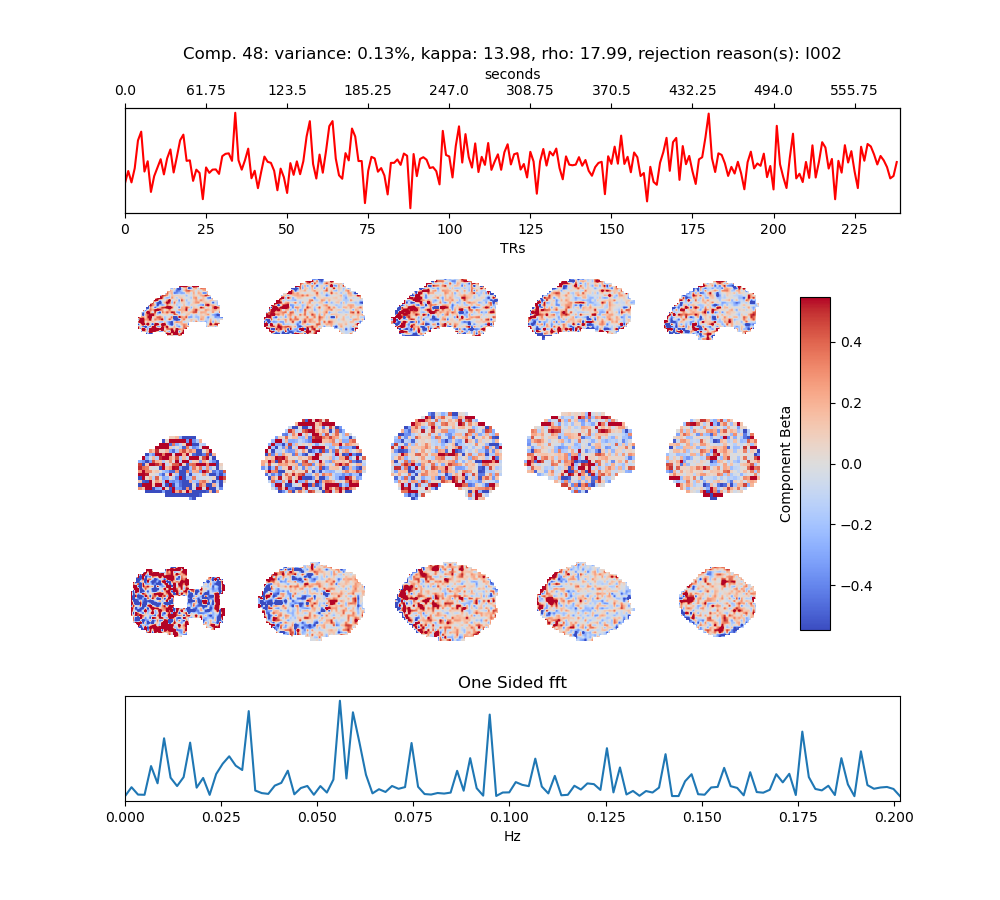 Comp. 48: variance: 0.13%, kappa: 13.98, rho: 17.99, rejection reason(s): I002
seconds
0.0 61.75 123.5 185.25 247.0 308.75 370.5 432.25 494.0 555.75
0 25 50 75 100 125 150 175 200 225
TRs
0.4
0.2
0.0
−0.2
−0.4
Component Beta
One Sided fft
0.000 0.025 0.050 0.075 0.100 0.125 0.150 0.175 0.200
Hz